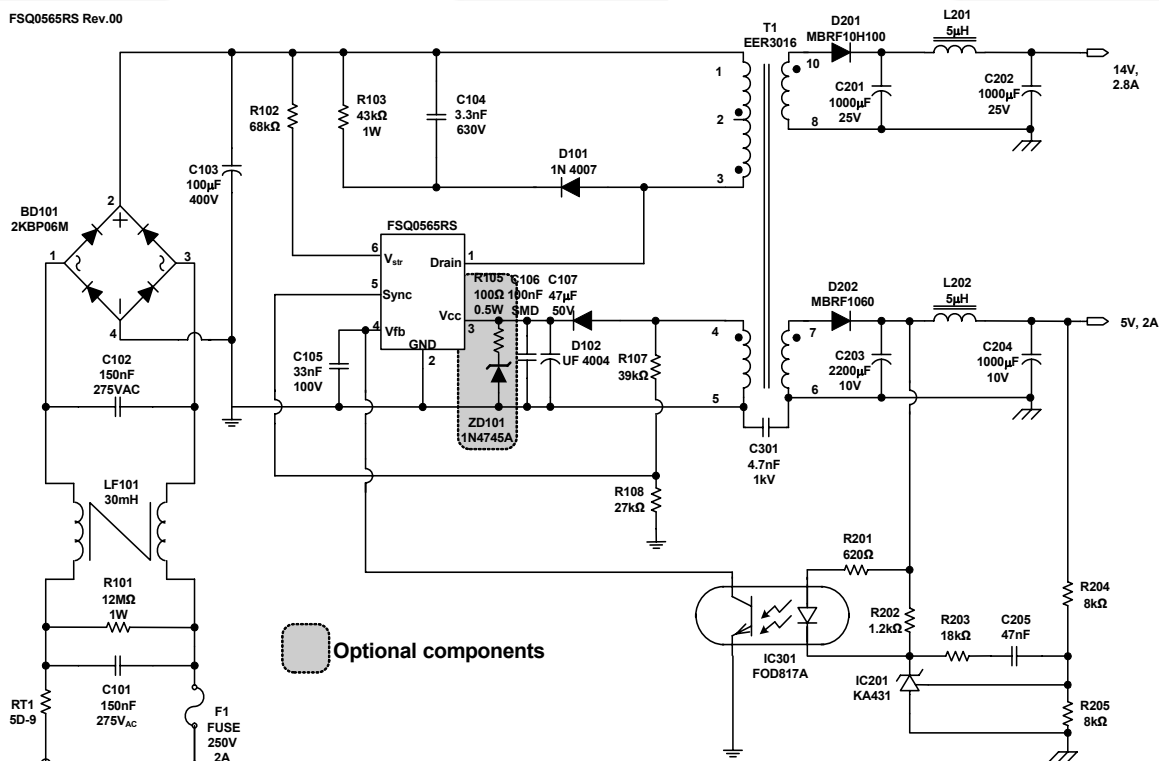 FSQ0565RS Rev.00
T1
EER3016
D201
MBRF10H100
L201
5μH
1
2
3
10
8
14V,
2.8A
C201
1000μF
25V
C202
1000μF
25V
R102
68kΩ
R103
43kΩ
1W
C104
3.3nF
630V
D101
1N 4007
C103
100μF
400V
BD101
2KBP06M
2
1
3
4
FSQ0565RS
6
Vstr
Drain
1
5
Sync
4
Vfb
Vcc
3
GND
2
R105
100Ω
0.5W
C106
100nF
SMD
C107
47μF
50V
D102
UF 4004
ZD101
1N4745A
C105
33nF
100V
R107
39kΩ
R108
27kΩ
4
5
7
6
D202
MBRF1060
L202
5μH
5V, 2A
C203
2200μF
10V
C204
1000μF
10V
C301
4.7nF
1kV
C102
150nF
275VAC
LF101
30mH
R101
12MΩ
1W
C101
150nF
275VAC
RT1
5D-9
F1
FUSE
250V
2A
Optional components
R201
620Ω
R202
1.2kΩ
R203
18kΩ
C205
47nF
R204
8kΩ
R205
8kΩ
IC301
FOD817A
IC201
KA431